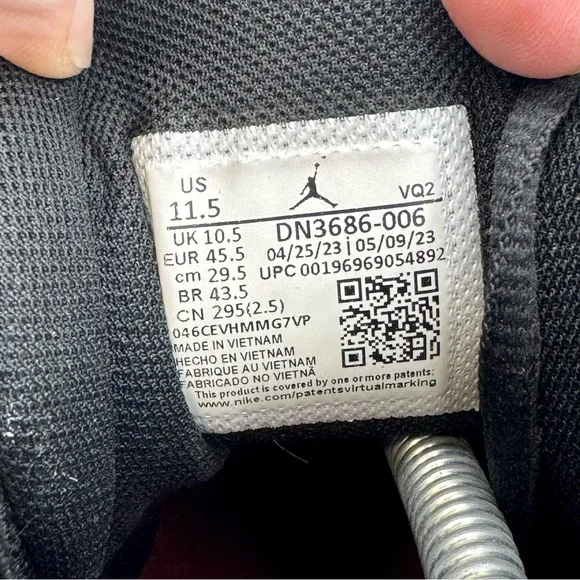 US
11.5
VQ2
UK 10.5
DN3686-006
EUR 45.5
04/25/23 | 05/09/23
cm 29.5
UPC 00196969054892
BR 43.5
CN 295(2.5)
046CEVHMMG7VP
MADE IN VIETNAM
HECHO EN VIETNAM
FABRIQUE AU VIETNAM
FABRICADO NO VIETNÃ
This product is covered by one or more patents:
www.nike.com/patentsvirtualmarking